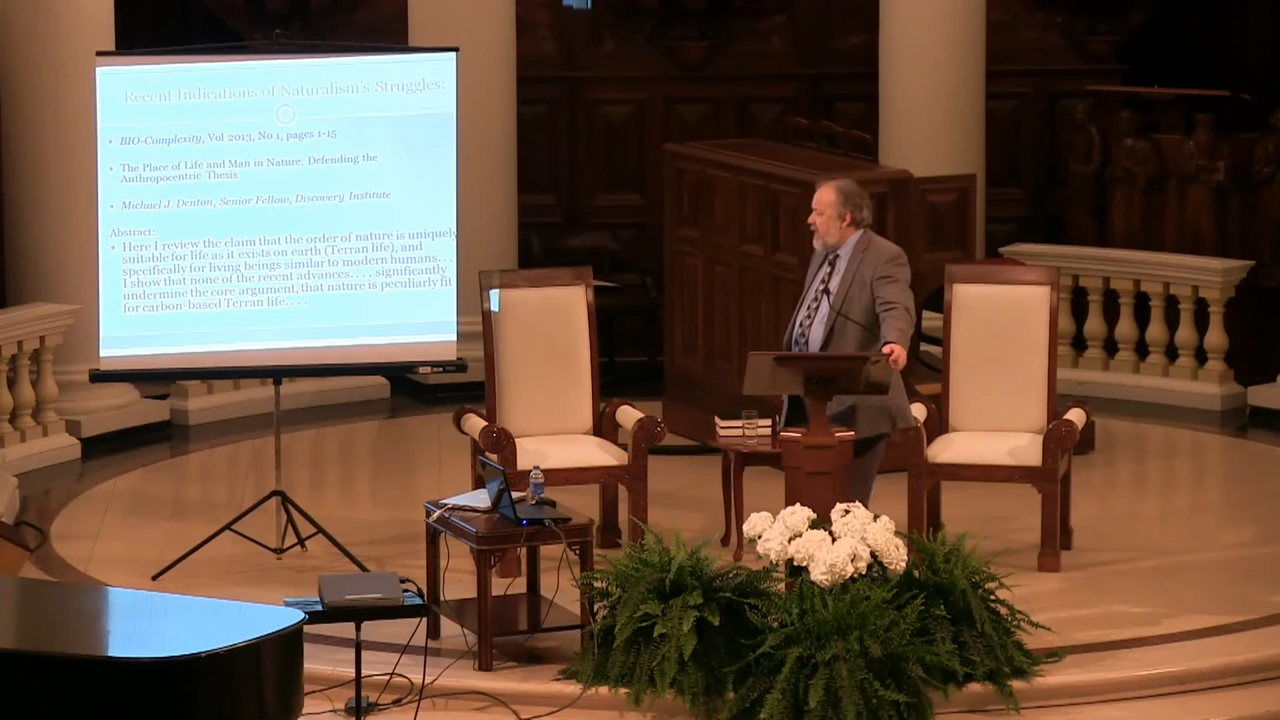 Recent Indications of Naturalism's Struggles:
• BIO-Complexity, Vol 2013, No 1, pages 1-15
• The Place of Life and Man in Nature: Defending the
Anthropocentric Thesis
• Michael J. Denton, Senior Fellow, Discovery Institute
Abstract:
• Here I review the claim that the order of nature is uniquely
suitable for life as it exists on earth (Terran life), and
specifically for living beings similar to modern humans. . .
I show that none of the recent advances. . . . significantly
undermine the core argument, that nature is peculiarly fit
for carbon-based Terran life. . . .